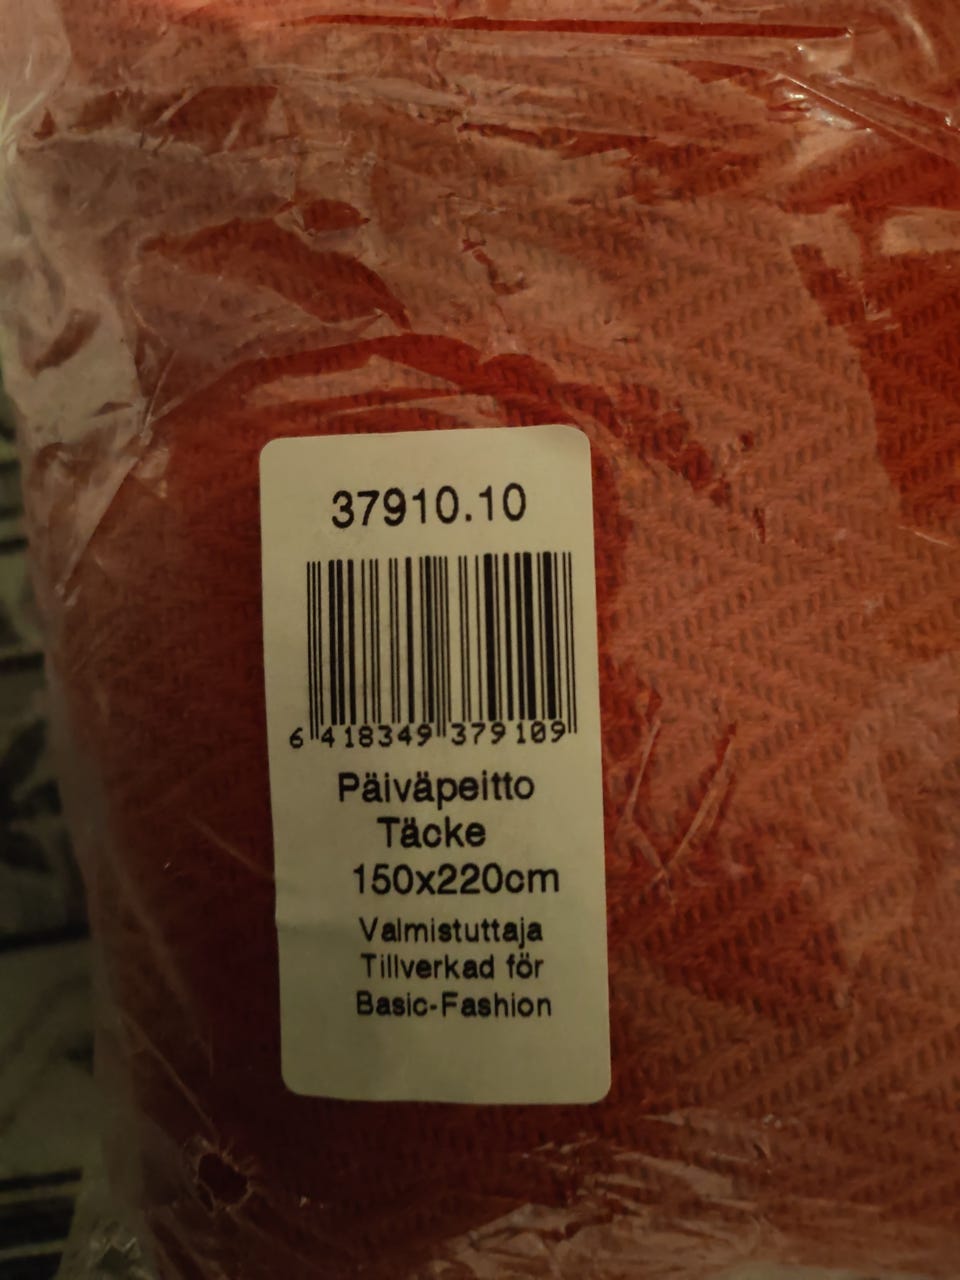 37910.10
6 418349 379109
Päiväpeitto
Täcke
150x220cm
Valmistuttaja
Tillverkad för
Basic-Fashion